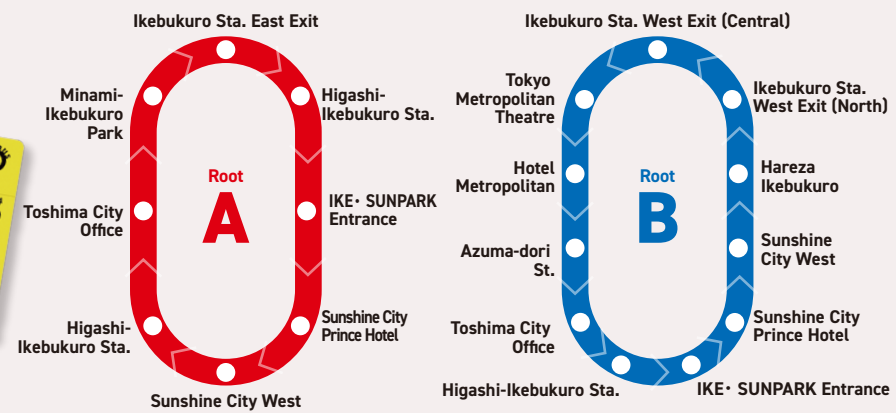 Ikebukuro Sta. East Exit
Higashi-
Ikebukuro Sta.
IKE・SUNPARK
Entrance
Sunshine City
Prince Hotel
Sunshine City West
Higashi-
Ikebukuro Sta.
Toshima City
Office
Minami-
Ikebukuro
Park
Root
A
Ikebukuro Sta. West Exit (Central)
Tokyo
Metropolitan
Theatre
Hotel
Metropolitan
Azuma-dori
St.
Toshima City
Office
Higashi-Ikebukuro Sta.
IKE・SUNPARK Entrance
Sunshine City
Prince Hotel
Sunshine
City West
Hareza
Ikebukuro
Ikebukuro Sta.
West Exit (North)
Root
B